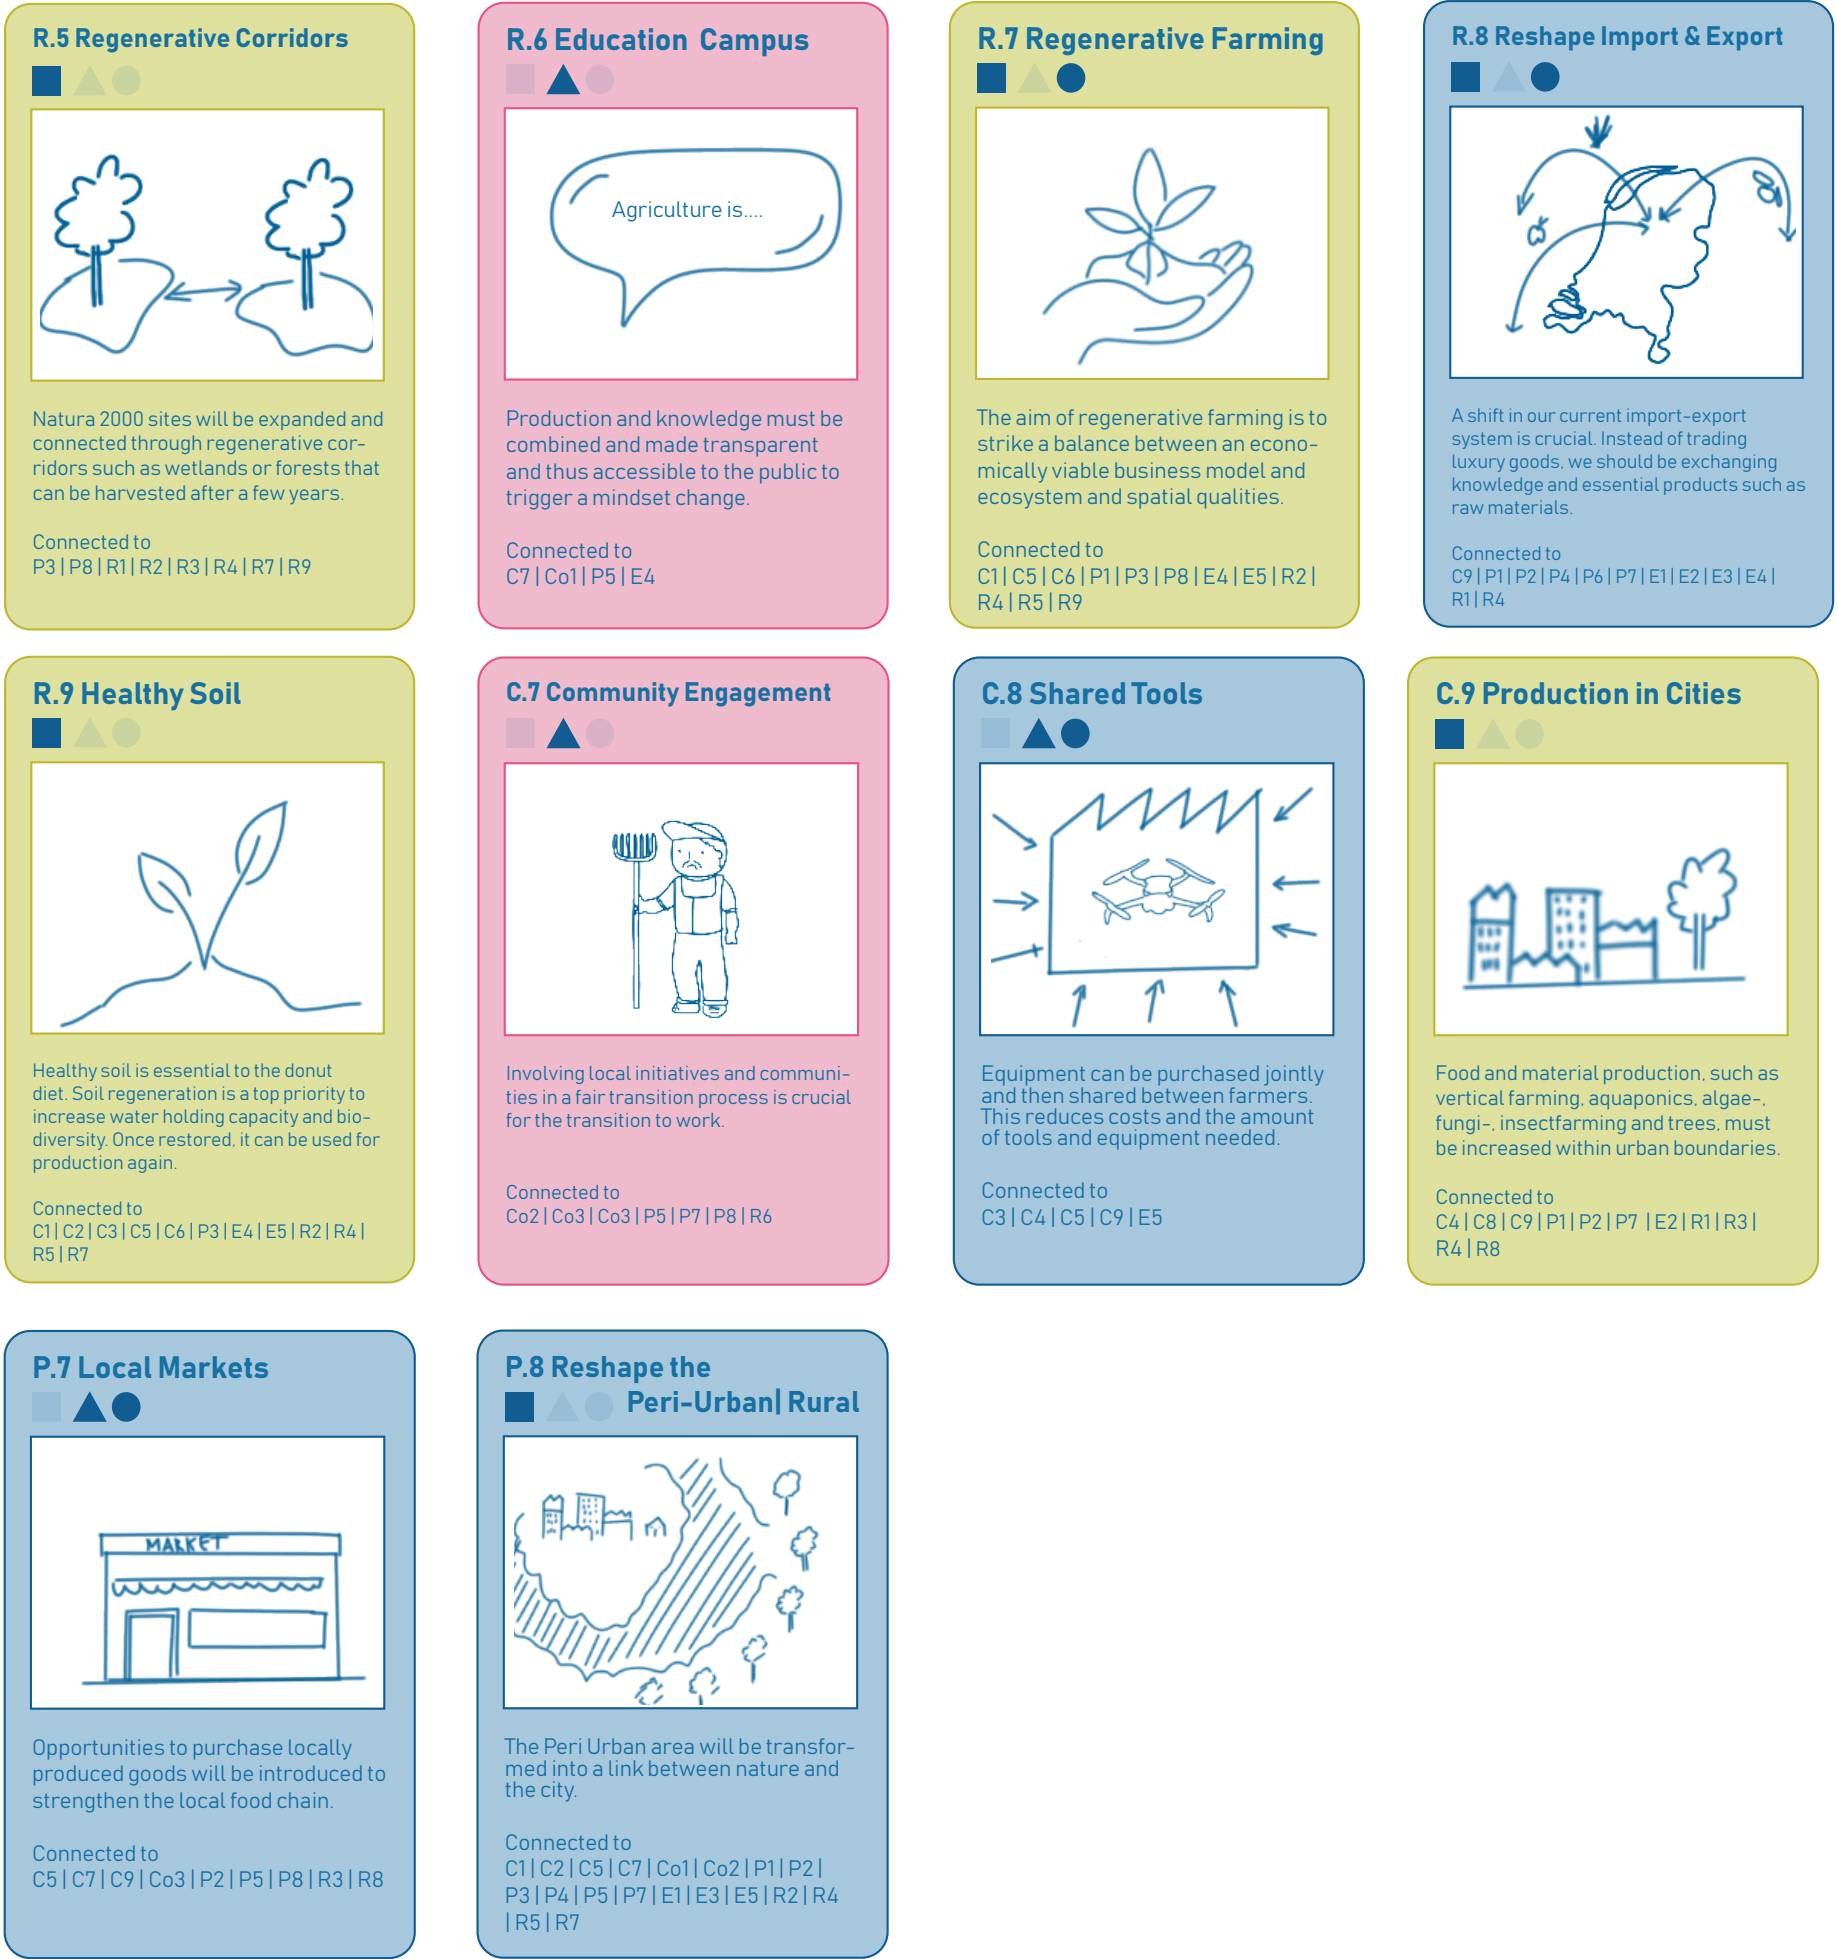 R.5 Regenerative Corridors
Natura 2000 sites will be expanded and
connected through regenerative cor-
ridors such as wetlands or forests that
can be harvested after a few years.
Connected to
P3 | P8 | R1 | R2 | R3 | R4 | R7 | R9
R.6 Education Campus
Agriculture is....
Production and knowledge must be
combined and made transparent
and thus accessible to the public to
trigger a mindset change.
Connected to
C7 | Co1 | P5 | E4
R.7 Regenerative Farming
The aim of regenerative farming is to
strike a balance between an econo-
mically viable business model and
ecosystem and spatial qualities.
Connected to
C1 | C5 | C6 | P1 | P3 | P8 | E4 | E5 | R2 |
R4 | R5 | R9
R.8 Reshape Import & Export
A shift in our current import-export
system is crucial. Instead of trading
luxury goods, we should be exchanging
knowledge and essential products such as
raw materials.
Connected to
C9 | P1 | P2 | P4 | P6 | P7 | E1 | E2 | E3 | E4 |
R1 | R4
R.9 Healthy Soil
Healthy soil is essential to the donut
diet. Soil regeneration is a top priority to
increase water holding capacity and bio-
diversity. Once restored, it can be used for
production again.
Connected to
C1 | C2 | C3 | C5 | C6 | P3 | E4 | E5 | R2 | R4 |
R5 | R7
C.7 Community Engagement
Involving local initiatives and communi-
ties in a fair transition process is crucial
for the transition to work.
Connected to
Co2 | Co3 | Co3 | P5 | P7 | P8 | R6
C.8 Shared Tools
Equipment can be purchased jointly
and then shared between farmers.
This reduces costs and the amount
of tools and equipment needed.
Connected to
C3 | C4 | C5 | C9 | E5
C.9 Production in Cities
Food and material production, such as
vertical farming, aquaponics, algae-,
fungi-, insectfarming and trees, must
be increased within urban boundaries.
Connected to
C4 | C8 | C9 | P1 | P2 | P7 | E2 | R1 | R3 |
R4 | R8
P.7 Local Markets
MARKET
Opportunities to purchase locally
produced goods will be introduced to
strengthen the local food chain.
Connected to
C5 | C7 | C9 | Co3 | P2 | P5 | P8 | R3 | R8
P.8 Reshape the
Peri-Urban| Rural
The Peri Urban area will be transfor-
med into a link between nature and
the city.
Connected to
C1 | C2 | C5 | C7 | Co1 | Co2 | P1 | P2 |
P3 | P4 | P5 | P7 | E1 | E3 | E5 | R2 | R4
| R5 | R7